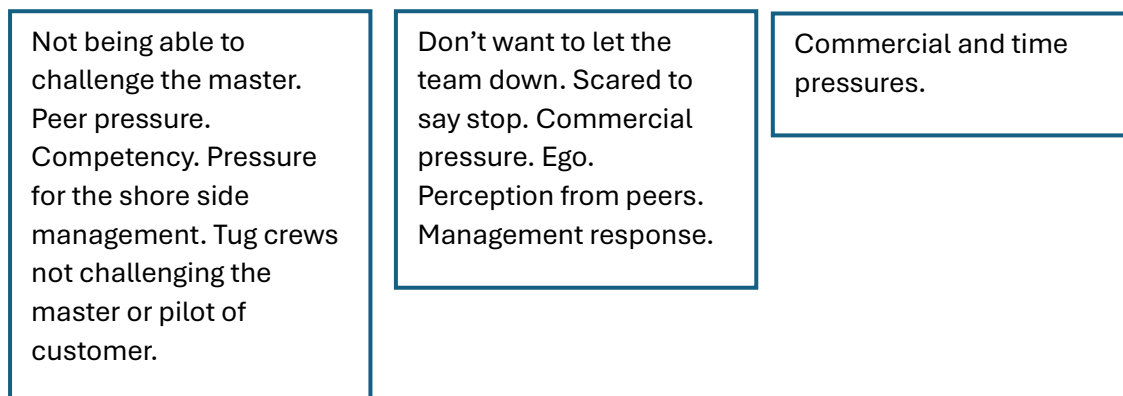 Not being able to
challenge the master.
Peer pressure.
Competency. Pressure
for the shore side
management. Tug crews
not challenging the
master or pilot of
customer.
Don’t want to let the
team down. Scared to
say stop. Commercial
pressure. Ego.
Perception from peers.
Management response.
Commercial and time
pressures.